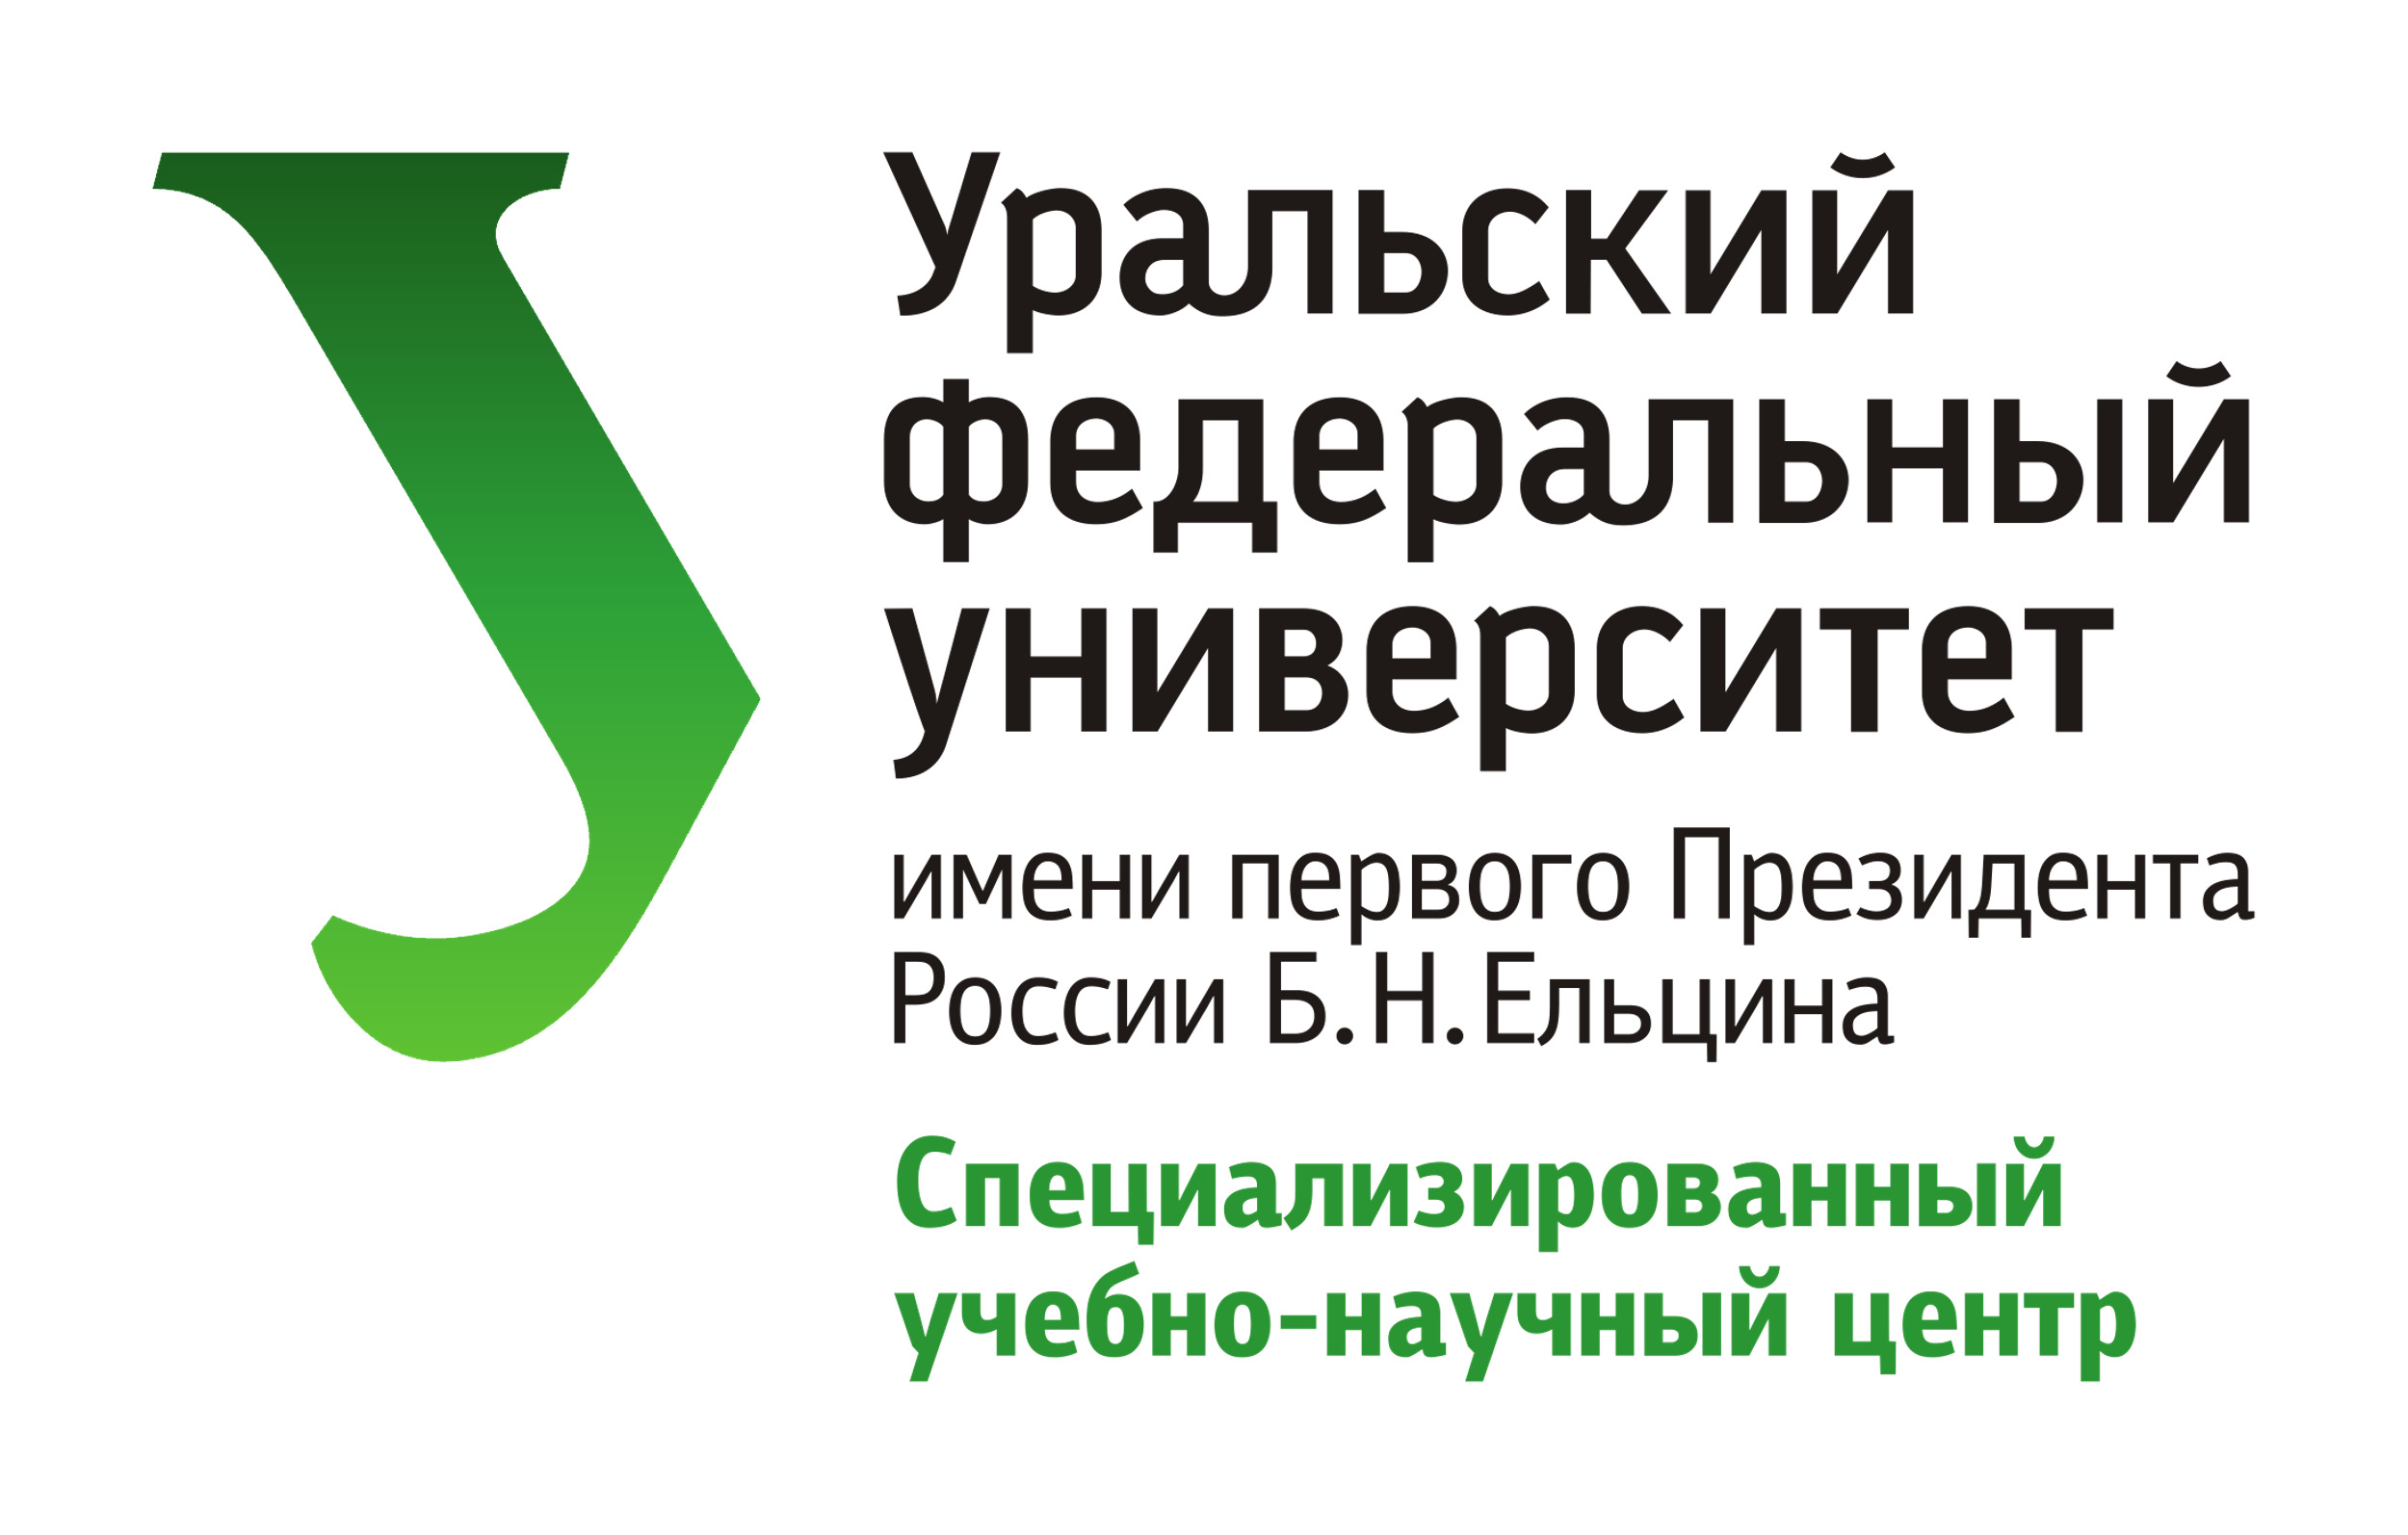 Уральский
федеральный
университет
имени первого Президента
России Б.Н.Ельцина
Специализированный
учебно-научный центр